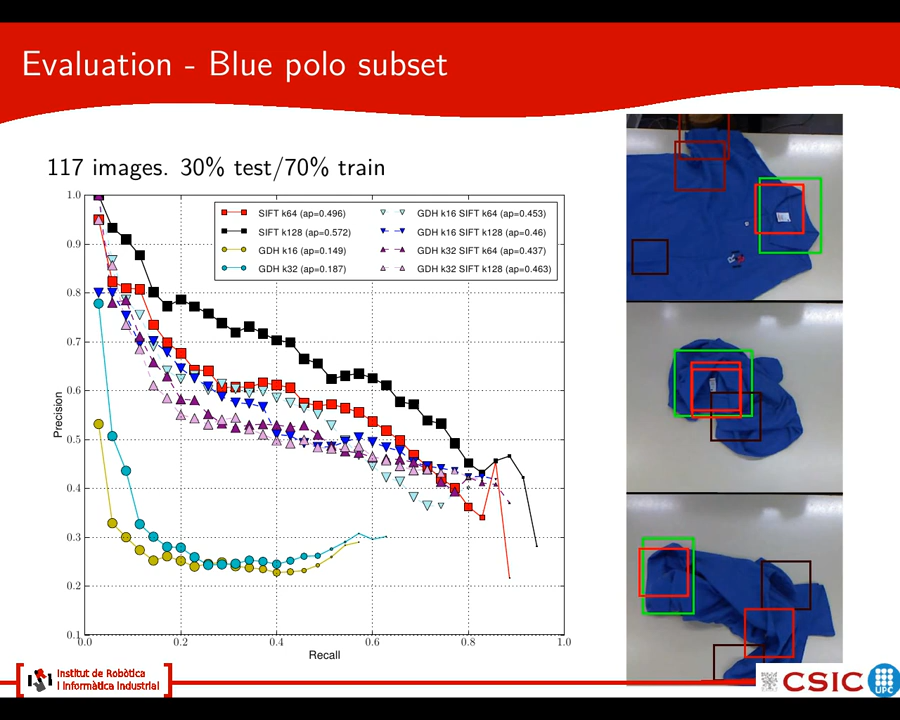 Evaluation - Blue polo subset
117 images. 30% test/70% train
1.0
0.9
0.8
0.7
0.6
0.5
0.4
0.3
0.2
0.1
Precision
SIFT k64 (ap=0.496)
SIFT k128 (ap=0.572)
GDH k16 (ap=0.149)
GDH k32 (ap=0.187)
GDH k16 SIFT k64 (ap=0.453)
GDH k16 SIFT k128 (ap=0.46)
GDH k32 SIFT k64 (ap=0.437)
GDH k32 SIFT k128 (ap=0.463)
0.0 0.2 0.4 0.6 0.8 1.0
Recall
Institut de Robòtica
i Informàtica Industrial
CSIC
UPC